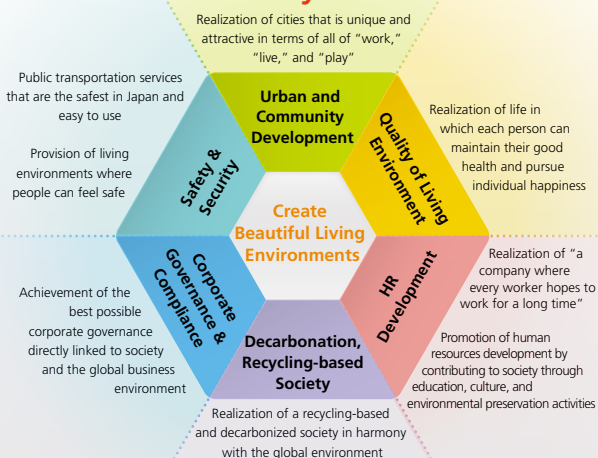 Realization of cities that is unique and
attractive in terms of all of “work,”
“live,” and “play”
Urban and
Community
Development
Public transportation services
that are the safest in Japan and
easy to use
Provision of living
environments where
people can feel safe
Safety &
Security
Quality of Living
Environment
Realization of life in
which each person can
maintain their good
health and pursue
individual happiness
Create
Beautiful Living
Environments
Corporate
Governance &
Compliance
Achievement of the
best possible
corporate governance
directly linked to society
and the global business
environment
HR
Development
Realization of “a
company where
every worker hopes to
work for a long time”
Promotion of human
resources development by
contributing to society through
education, culture, and
environmental preservation activities
Decarbonation,
Recycling-based
Society
Realization of a recycling-based
and decarbonized society in harmony
with the global environment